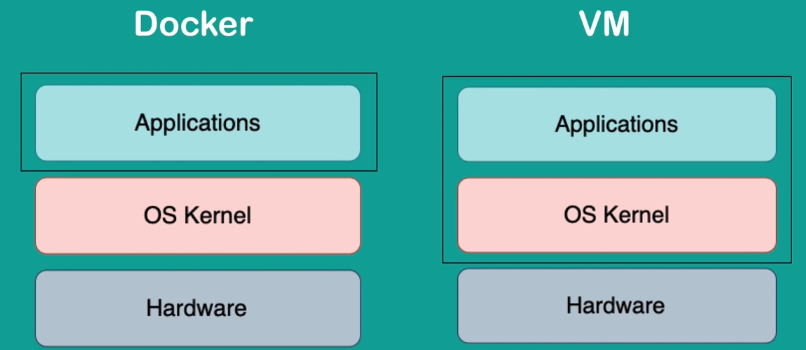 Docker
Applications
OS Kernel
Hardware
VM
Applications
OS Kernel
Hardware